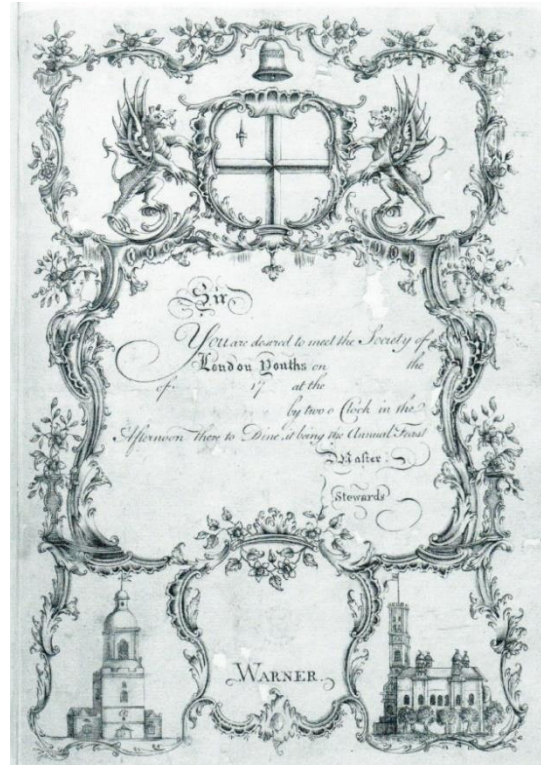 Sir
You are desired to meet the Society of
London Youths on the
of 17 at the
by two o Clock in the
Afternoon there to Dine it being the Annual Feast
Master
Stewards
WARNER